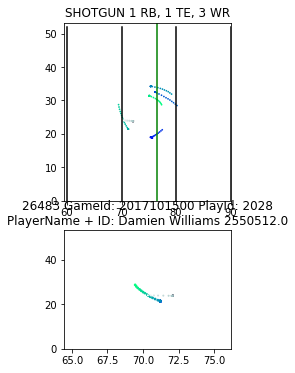 SHOTGUN 1 RB, 1 TE, 3 WR
50
40
30
20
10
0
60 70 80 90
26483 GameId: 2017101500 PlayId: 2028
PlayerName + ID: Damien Williams 2550512.0
40
20
0
65.0 67.5 70.0 72.5 75.0